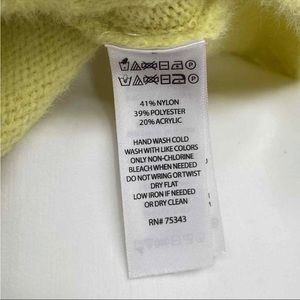 41% NYLON
39% POLYESTER
20% ACRYLIC
HAND WASH COLD
WASH WITH LIKE COLORS
ONLY NON-CHLORINE
BLEACH WHEN NEEDED
DO NOT WRING OR TWIST
DRY FLAT
LOW IRON IF NEEDED
OR DRY CLEAN
RN# 75343